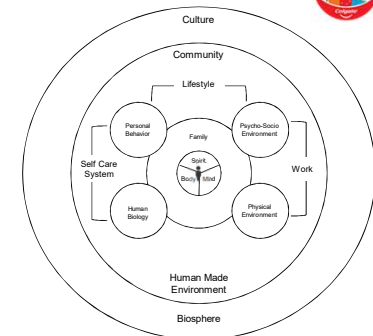 Colgate
Culture
Community
Lifestyle
Personal
Behavior
Psycho-Socio
Environment
Family
Self Care
System
Spirit
Body
Mind
Work
Human
Biology
Physical
Environment
Human Made
Environment
Biosphere